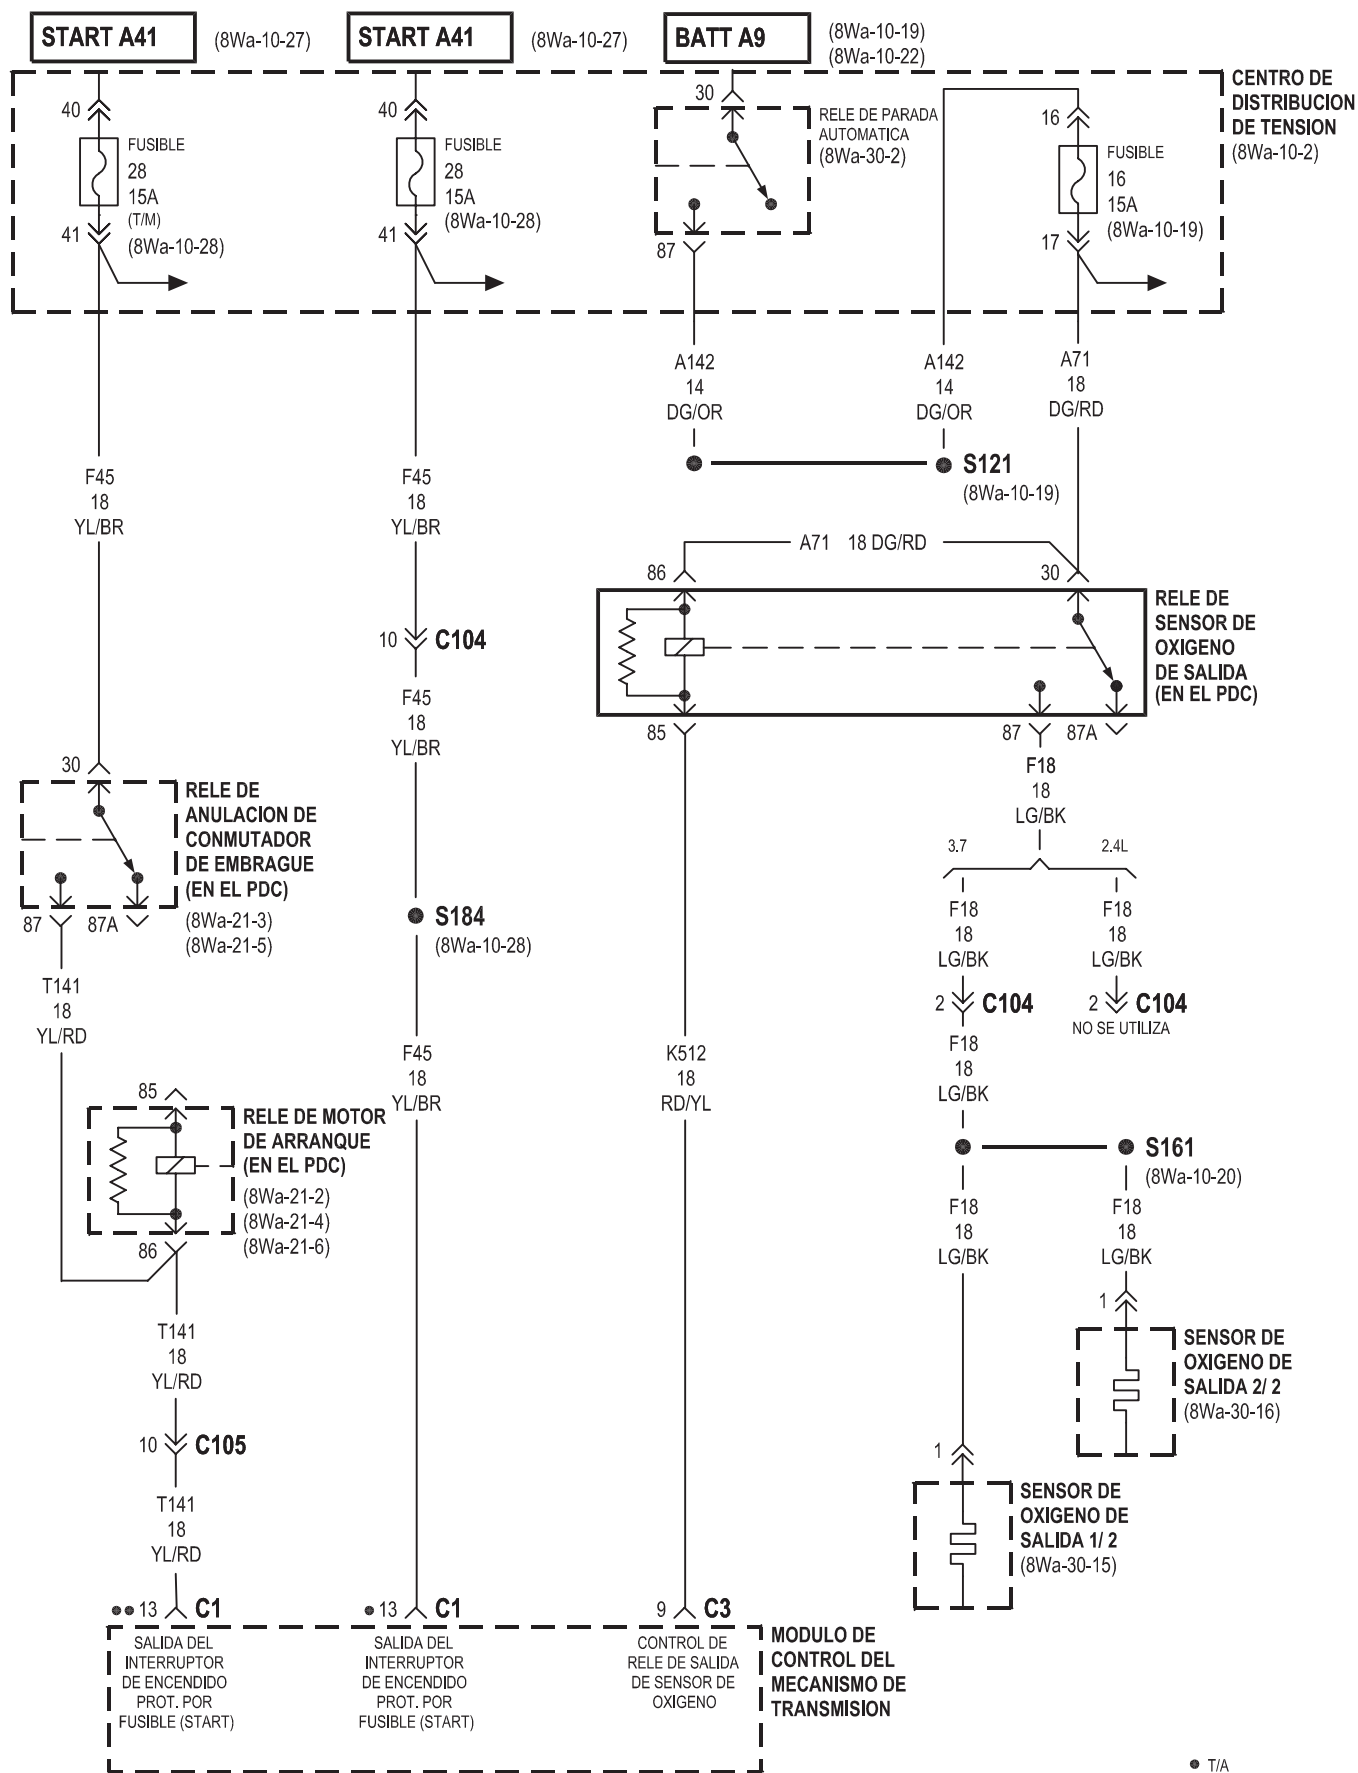 START A41
(8Wa-10-27)
START A41
(8Wa-10-27)
BATT A9
(8Wa-10-19)
(8Wa-10-22)
CENTRO DE
DISTRIBUCION
DE TENSION
(8Wa-10-2)
40
FUSIBLE
28
15A
(T/M)
(8Wa-10-28)
41
40
FUSIBLE
28
15A
(8Wa-10-28)
41
30
RELE DE PARADA
AUTOMATICA
(8Wa-30-2)
87
16
FUSIBLE
16
15A
(8Wa-10-19)
17
A142
14
DG/OR
A142
14
DG/OR
A71
18
DG/RD
S121
(8Wa-10-19)
F45
18
YL/BR
F45
18
YL/BR
A71 18 DG/RD
86
30
RELE DE
SENSOR DE
OXIGENO
DE SALIDA
(EN EL PDC)
85
87
87A
10
C104
F45
18
YL/BR
F18
18
LG/BK
30
RELE DE
ANULACION DE
CONMUTADOR
DE EMBRAGUE
(EN EL PDC)
(8Wa-21-3)
(8Wa-21-5)
87
87A
3.7
2.4L
F18
18
LG/BK
F18
18
LG/BK
S184
(8Wa-10-28)
T141
18
YL/RD
2
C104
2
C104
NO SE UTILIZA
F45
18
YL/BR
K512
18
RD/YL
F18
18
LG/BK
85
RELE DE MOTOR
DE ARRANQUE
(EN EL PDC)
(8Wa-21-2)
(8Wa-21-4)
(8Wa-21-6)
86
S161
(8Wa-10-20)
F18
18
LG/BK
F18
18
LG/BK
T141
18
YL/RD
1
SENSOR DE
OXIGENO DE
SALIDA 2/ 2
(8Wa-30-16)
10
C105
1
SENSOR DE
OXIGENO DE
SALIDA 1/ 2
(8Wa-30-15)
T141
18
YL/RD
●● 13
C1
● 13
C1
9
C3
SALIDA DEL
INTERRUPTOR
DE ENCENDIDO
PROT. POR
FUSIBLE (START)
SALIDA DEL
INTERRUPTOR
DE ENCENDIDO
PROT. POR
FUSIBLE (START)
CONTROL DE
RELE DE SALIDA
DE SENSOR DE
OXIGENO
MODULO DE
CONTROL DEL
MECANISMO DE
TRANSMISION
● T/A